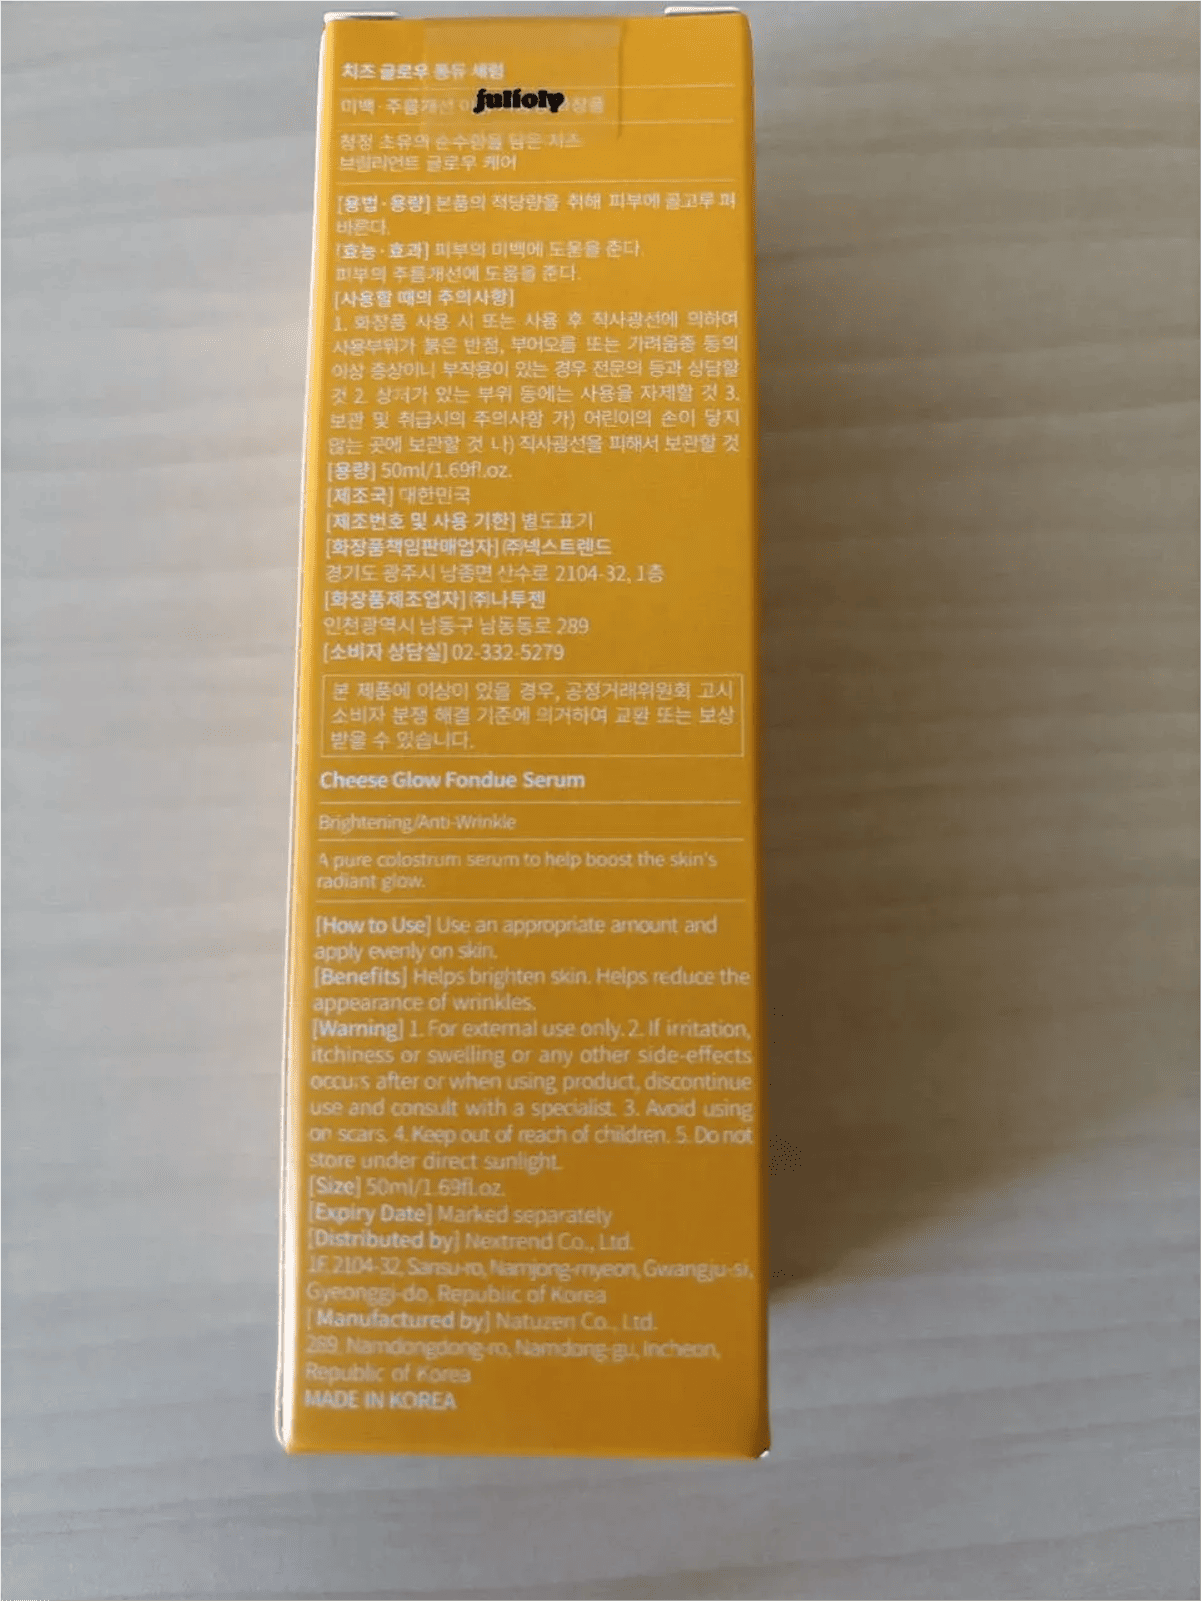 치즈 글로우 퐁듀 세럼
julfoly
미백·주름개선
청정 초유의 순수함을 담은 치즈
브릴리언트 글로우 케어
[용법·용량] 본품의 적당량을 취해 피부에 골고루 펴
바른다.
[효능·효과] 피부의 미백에 도움을 준다.
피부의 주름개선에 도움을 준다.
[사용할 때의 주의사항]
1. 화장품 사용 시 또는 사용 후 직사광선에 의하여
사용부위가 붉은 반점, 부어오름 또는 가려움증 등의
이상 증상이나 부작용이 있는 경우 전문의 등과 상담할
것 2. 상처가 있는 부위 등에는 사용을 자제할 것 3.
보관 및 취급시의 주의사항 가) 어린이의 손이 닿지
않는 곳에 보관할 것 나) 직사광선을 피해서 보관할 것
[용량] 50ml/1.69fl.oz.
[제조국] 대한민국
[제조번호 및 사용 기한] 별도표기
[화장품책임판매업자] ㈜넥스트렌드
경기도 광주시 남종면 산수로 2104-32, 1층
[화장품제조업자] ㈜나투젠
인천광역시 남동구 남동동로 289
[소비자 상담실] 02-332-5279
본 제품에 이상이 있을 경우, 공정거래위원회 고시
소비자 분쟁 해결 기준에 의거하여 교환 또는 보상
받을 수 있습니다.
Cheese Glow Fondue Serum
Brightening/Anti-Wrinkle
A pure colostrum serum to help boost the skin's
radiant glow.
[How to Use] Use an appropriate amount and
apply evenly on skin.
[Benefits] Helps brighten skin. Helps reduce the
appearance of wrinkles.
[Warning] 1. For external use only. 2. If irritation,
itchiness or swelling or any other side-effects
occurs after or when using product, discontinue
use and consult with a specialist. 3. Avoid using
on scars. 4. Keep out of reach of children. 5. Do not
store under direct sunlight.
[Size] 50ml/1.69fl.oz.
[Expiry Date] Marked separately
[Distributed by] Nextrend Co., Ltd.
1F, 2104-32, Sansu-ro, Namjong-myeon, Gwangju-si,
Gyeonggi-do, Republic of Korea
[Manufactured by] Natuzen Co., Ltd.
289, Namdongdong-ro, Namdong-gu, Incheon,
Republic of Korea
MADE IN KOREA